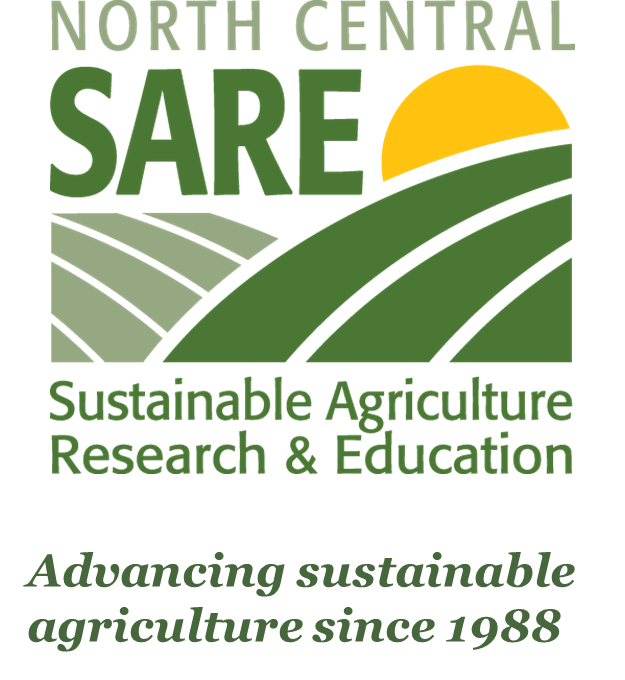 NORTH CENTRAL
SARE
Sustainable Agriculture
Research & Education
Advancing sustainable
agriculture since 1988